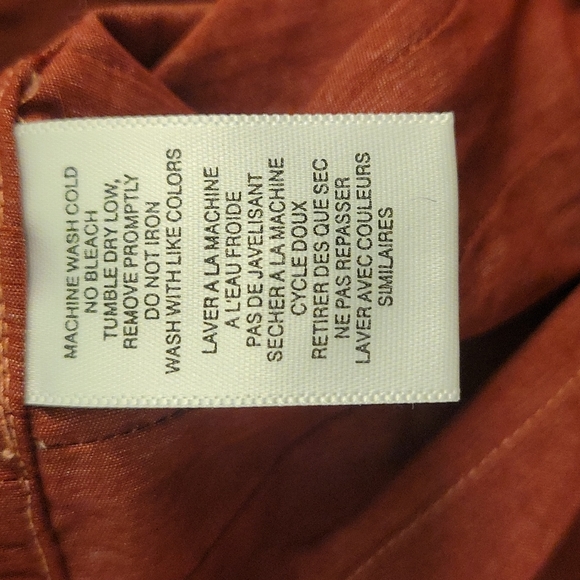 MACHINE WASH COLD
NO BLEACH
TUMBLE DRY LOW,
REMOVE PROMPTLY
DO NOT IRON
WASH WITH LIKE COLORS
LAVER A LA MACHINE
A L'EAU FROIDE
PAS DE JAVELISANT
SECHER A LA MACHINE
CYCLE DOUX
RETIRER DES QUE SEC
NE PAS REPASSER
LAVER AVEC COULEURS
SIMILAIRES